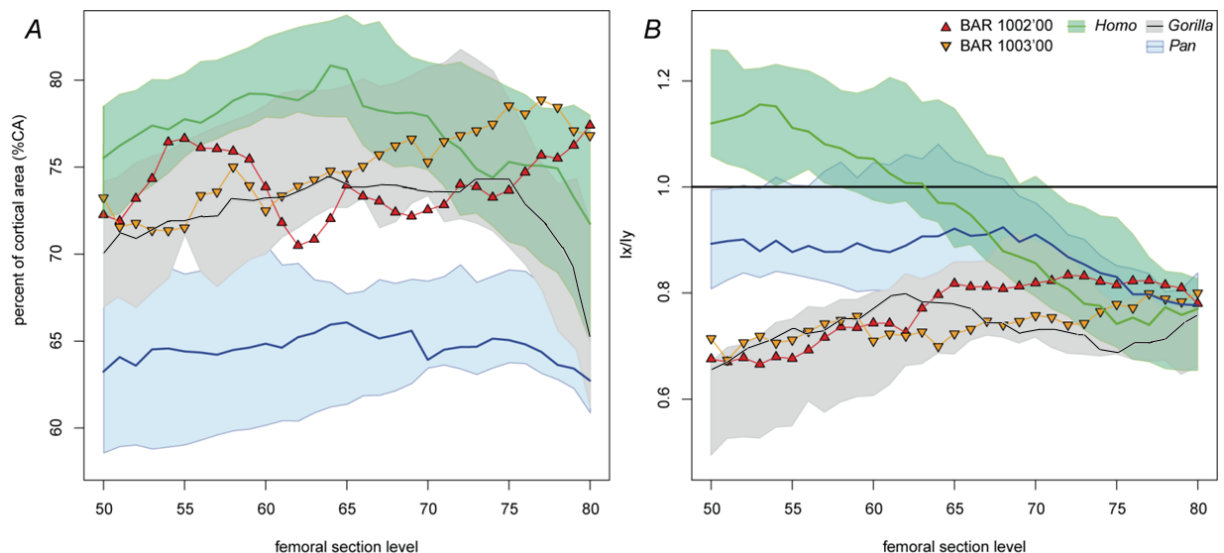 A
percent of cortical area (%CA)
80
75
70
65
60
50 55 60 65 70 75 80
femoral section level
B
BAR 1002'00
BAR 1003'00
Homo
Gorilla
Pan
Ix/Iy
1.2
1.0
0.8
0.6
50 55 60 65 70 75 80
femoral section level